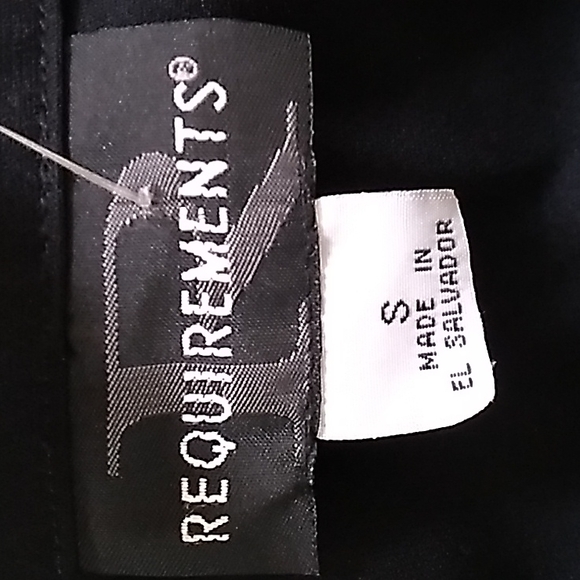 REQUIREMENTS®
S
MADE IN
EL SALVADOR